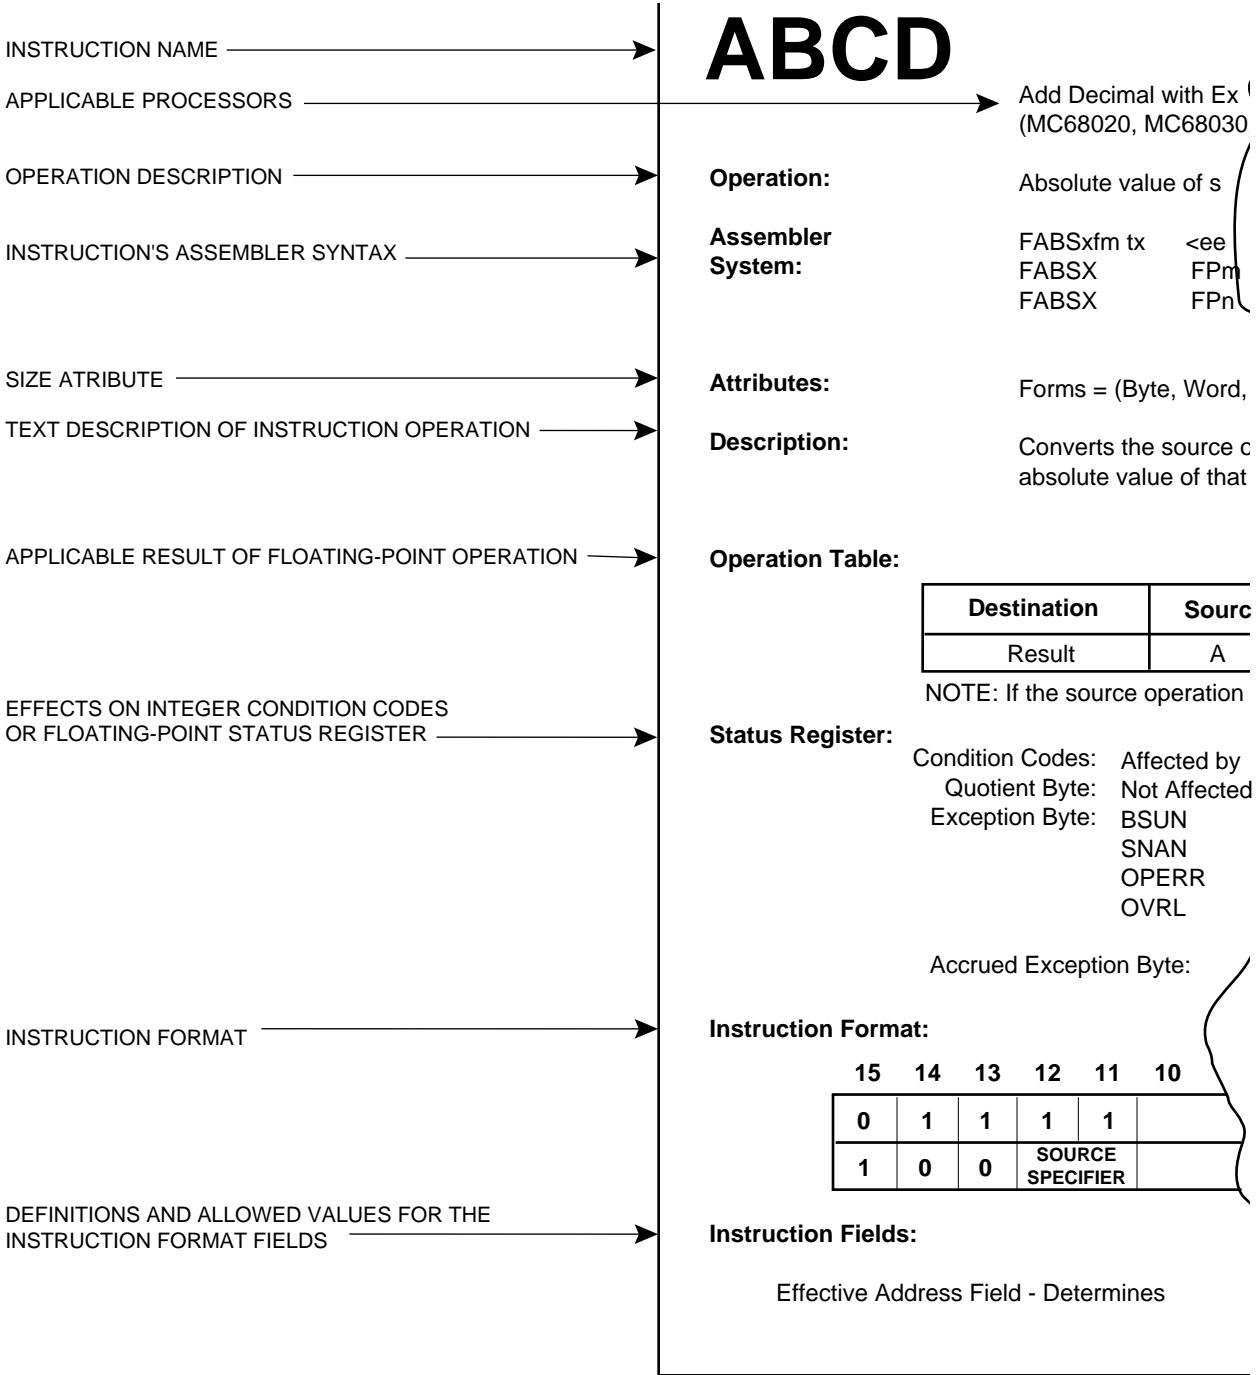 INSTRUCTION NAME
ABCD
APPLICABLE PROCESSORS
Add Decimal with Ex
(MC68020, MC68030
OPERATION DESCRIPTION
Operation:
Absolute value of s
INSTRUCTION'S ASSEMBLER SYNTAX
Assembler
System:
FABSxfm tx <ee
FABSX FPm
FABSX FPn
SIZE ATRIBUTE
Attributes:
Forms = (Byte, Word,
TEXT DESCRIPTION OF INSTRUCTION OPERATION
Description:
Converts the source
absolute value of that
APPLICABLE RESULT OF FLOATING-POINT OPERATION
Operation Table:
Destination Sourc
Result A
NOTE: If the source operation
EFFECTS ON INTEGER CONDITION CODES
OR FLOATING-POINT STATUS REGISTER
Status Register:
Condition Codes: Affected by
Quotient Byte: Not Affected
Exception Byte: BSUN
SNAN
OPERR
OVRL
Accrued Exception Byte:
INSTRUCTION FORMAT
Instruction Format:
15 14 13 12 11 10
0 1 1 1 1
1 0 0 SOURCE
SPECIFIER
DEFINITIONS AND ALLOWED VALUES FOR THE
INSTRUCTION FORMAT FIELDS
Instruction Fields:
Effective Address Field - Determines